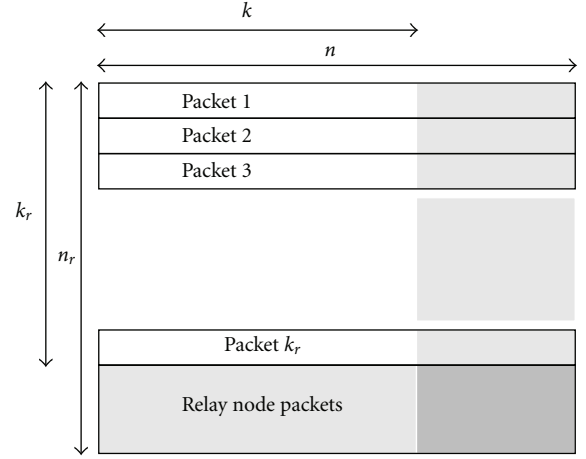 k
n
Packet 1
Packet 2
Packet 3
k_r
n_r
Packet k_r
Relay node packets